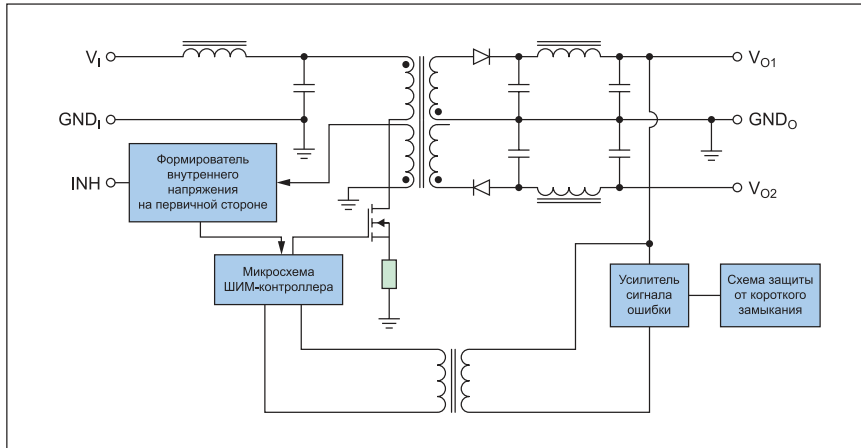 V_I
V_O1
GND_I
GND_O
Формирователь
внутреннего
напряжения
на первичной стороне
INH
V_O2
Микросхема
ШИМ-контроллера
Усилитель
сигнала
ошибки
Схема защиты
от короткого
замыкания